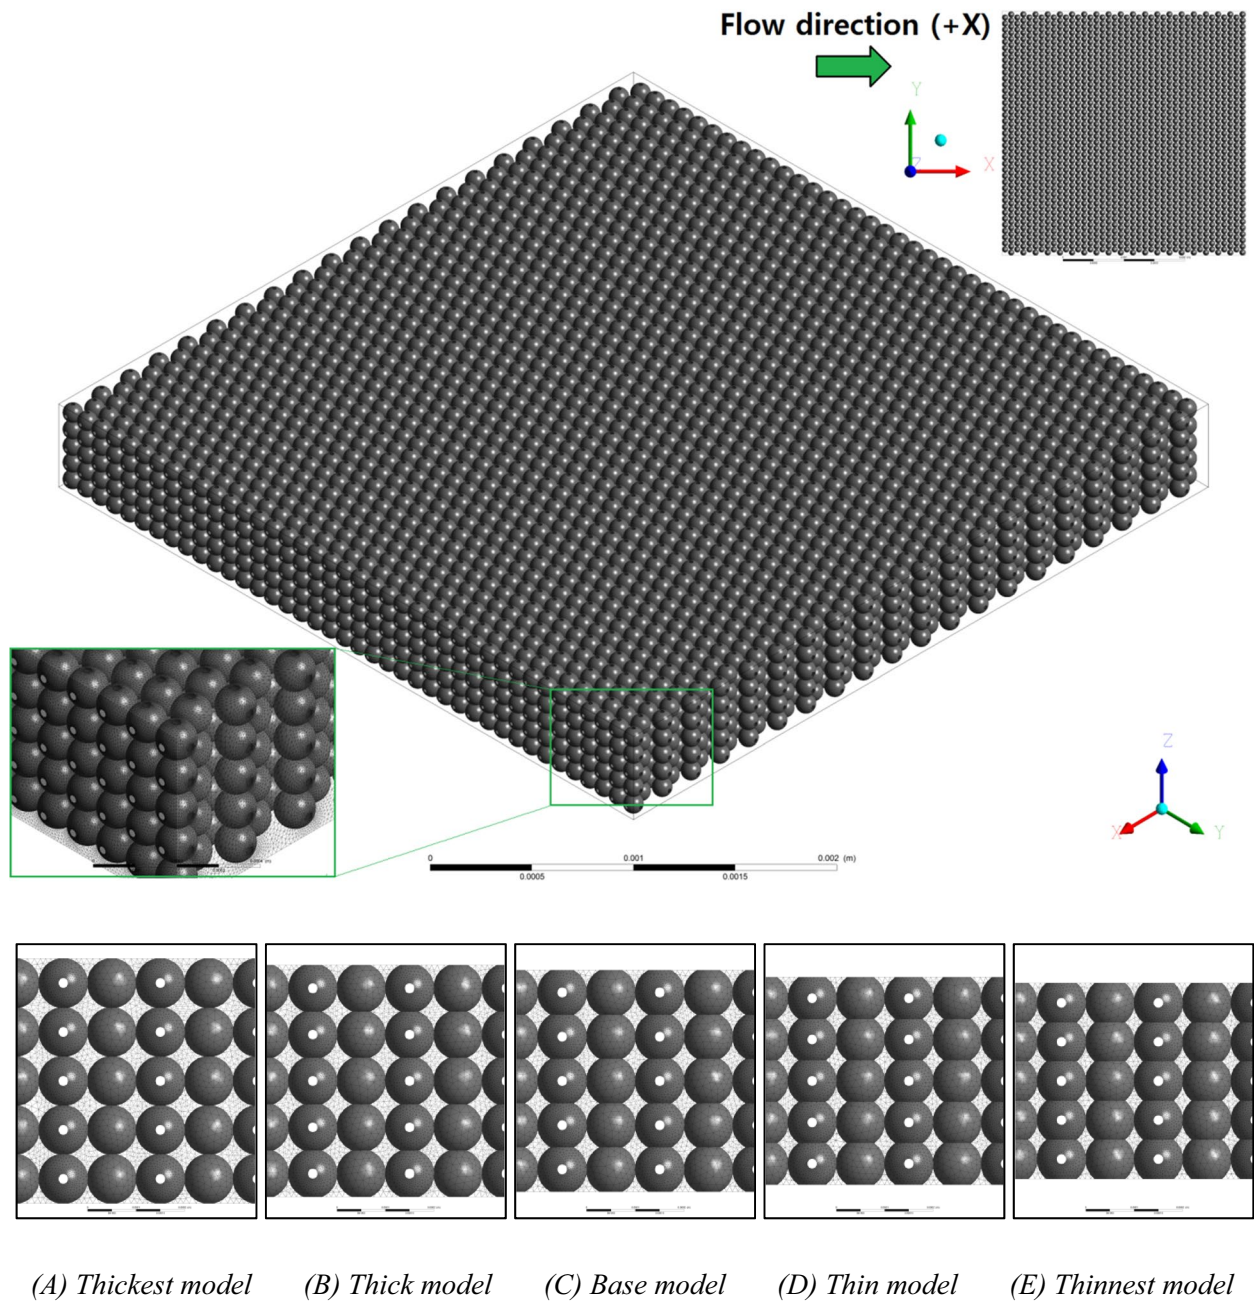 Flow direction (+X)
Y
Z
X
Z
X
Y
0
0.001
0.002 (m)
0.0005
0.0015
(A) Thickest model
(B) Thick model
(C) Base model
(D) Thin model
(E) Thinnest model